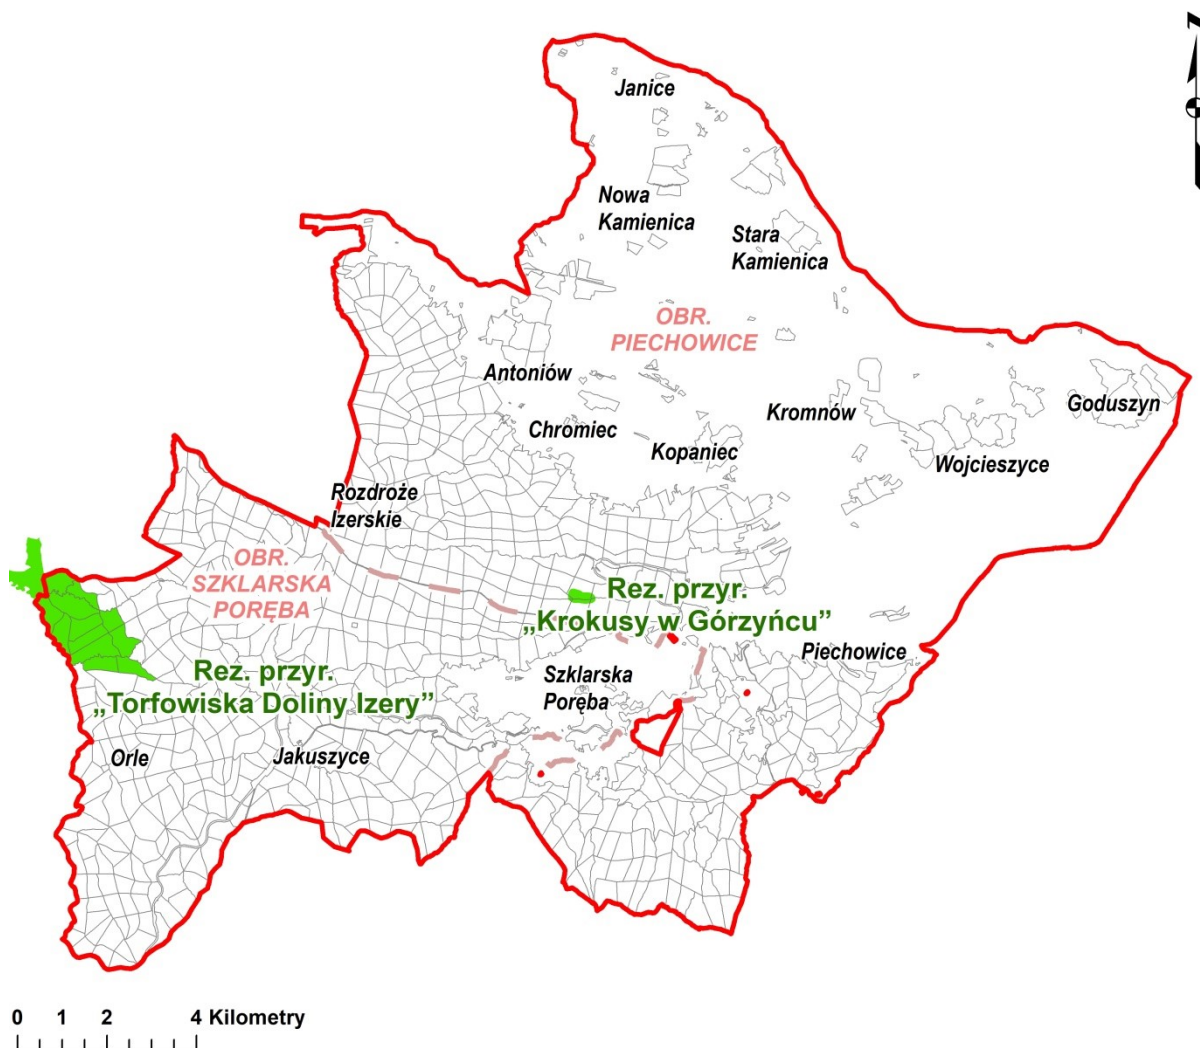 Z
Janice
Nowa
Kamienica
Stara
Kamienica
OBR.
PIECHOWICE
Antoniów
Chromiec
Kromnów
Goduszyn
Kopaniec
Wojcieszyce
Rozdroże
Izerskie
OBR.
SZKLARSKA
PORĘBA
Rez. przyr.
„Krokusy w Górzyńcu”
Piechowice
Rez. przyr.
„Torfowiska Doliny Izery”
Szklarska
Poręba
Orle
Jakuszyce
0 1 2 4 Kilometry